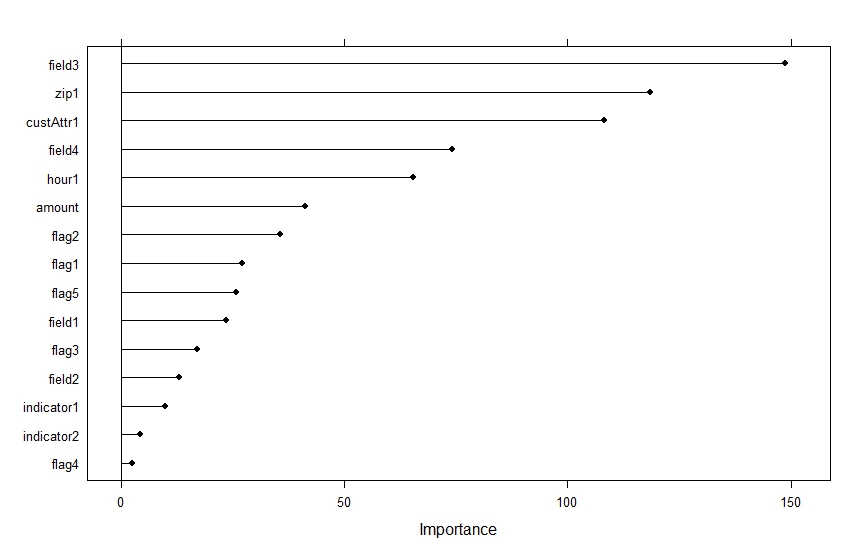 field3
zip1
custAttr1
field4
hour1
amount
flag2
flag1
flag5
field1
flag3
field2
indicator1
indicator2
flag4
0 50 100 150
Importance